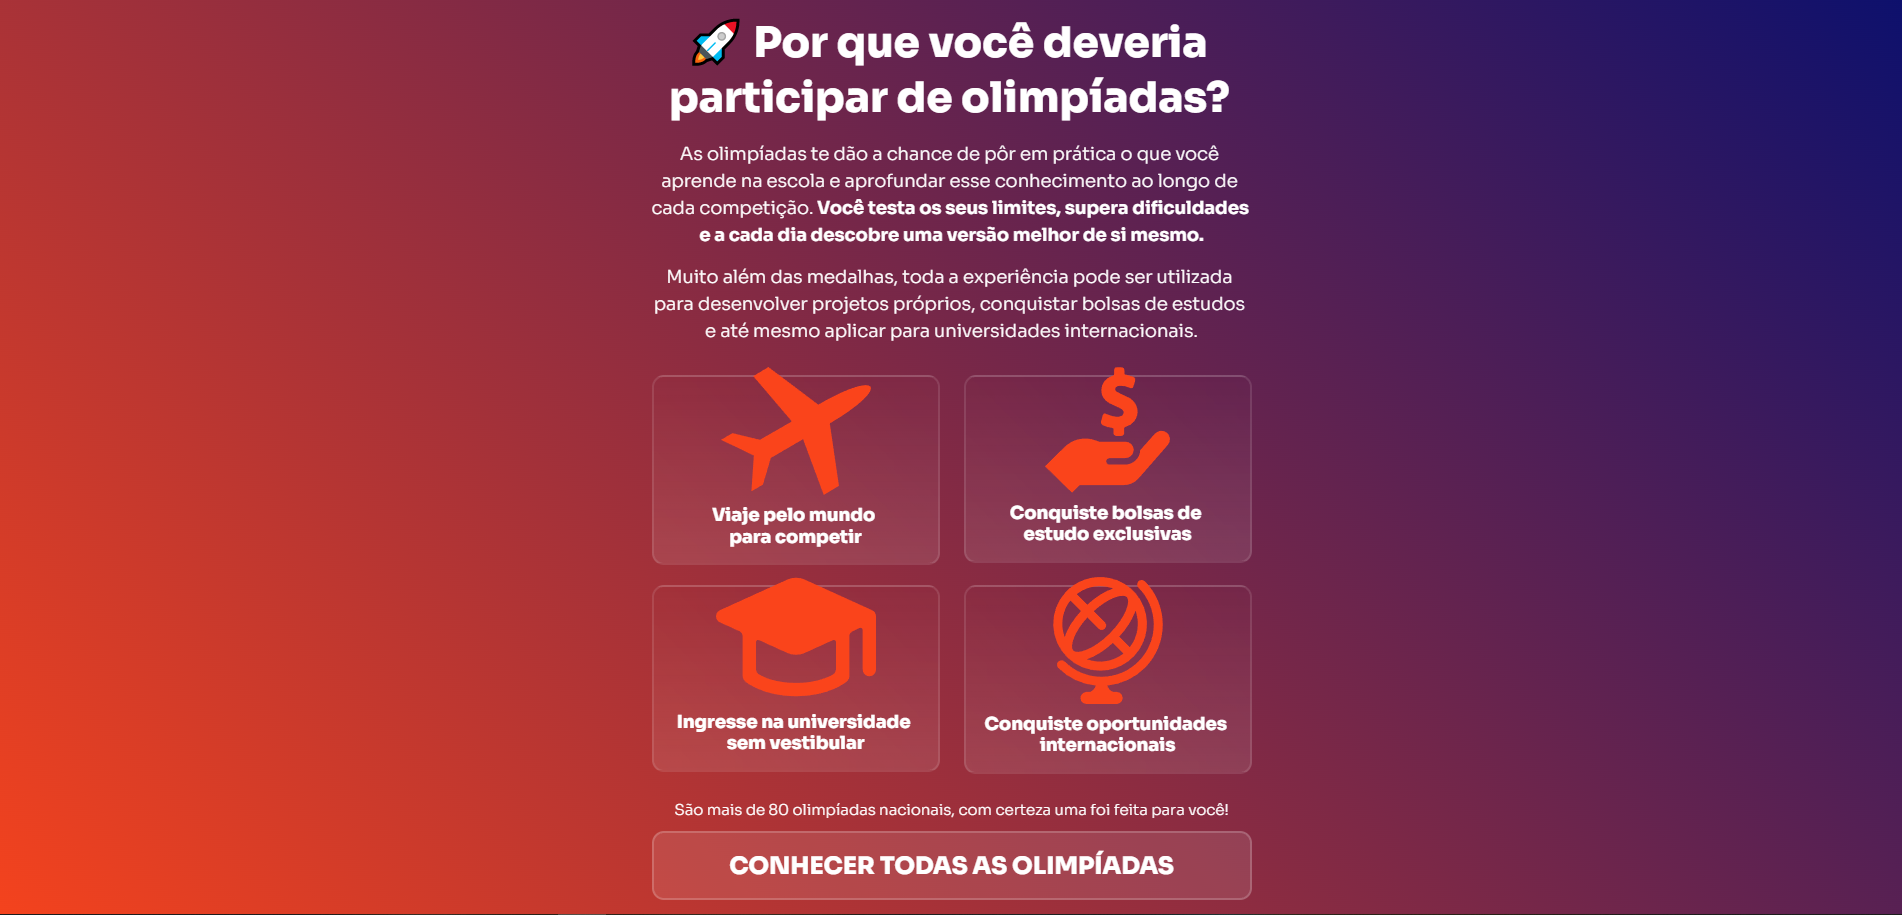 🚀 Por que você deveria
participar de olimpíadas?
As olimpíadas te dão a chance de pôr em prática o que você
aprende na escola e aprofundar esse conhecimento ao longo de
cada competição. Você testa os seus limites, supera dificuldades
e a cada dia descobre uma versão melhor de si mesmo.
Muito além das medalhas, toda a experiência pode ser utilizada
para desenvolver projetos próprios, conquistar bolsas de estudos
e até mesmo aplicar para universidades internacionais.
Viaje pelo mundo
para competir
Conquiste bolsas de
estudo exclusivas
Ingresse na universidade
sem vestibular
Conquiste oportunidades
internacionais
São mais de 80 olimpíadas nacionais, com certeza uma foi feita para você!
CONHECER TODAS AS OLIMPÍADAS